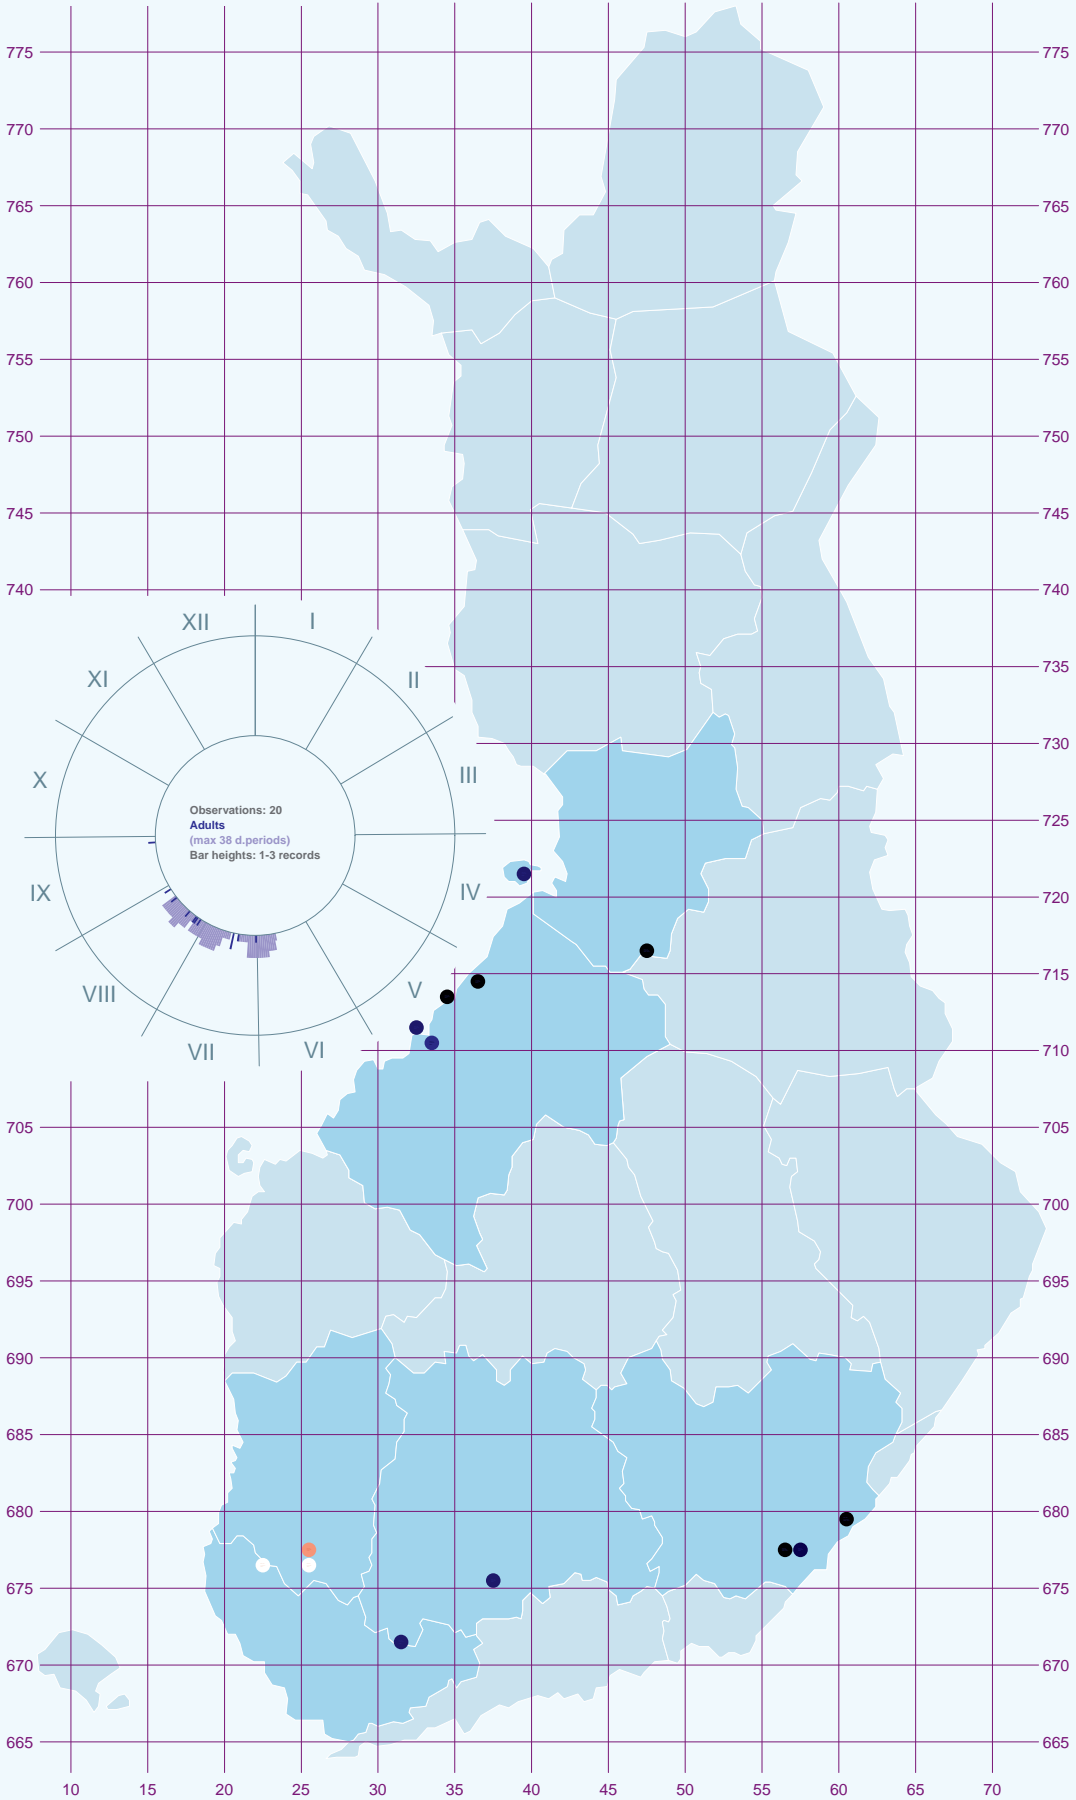 775 775
770 770
765 765
760 760
755 755
750 750
745 745
740 740
XII I
735
XI II
730
X III
Observations: 20
Adults
(max 38 d.periods)
Bar heights: 1-3 records
725
IX IV
720
VIII V
715
VII VI
710
705 705
700 700
695 695
690 690
685 685
680 680
675 675
670 670
665 665
10 15 20 25 30 35 40 45 50 55 60 65 70